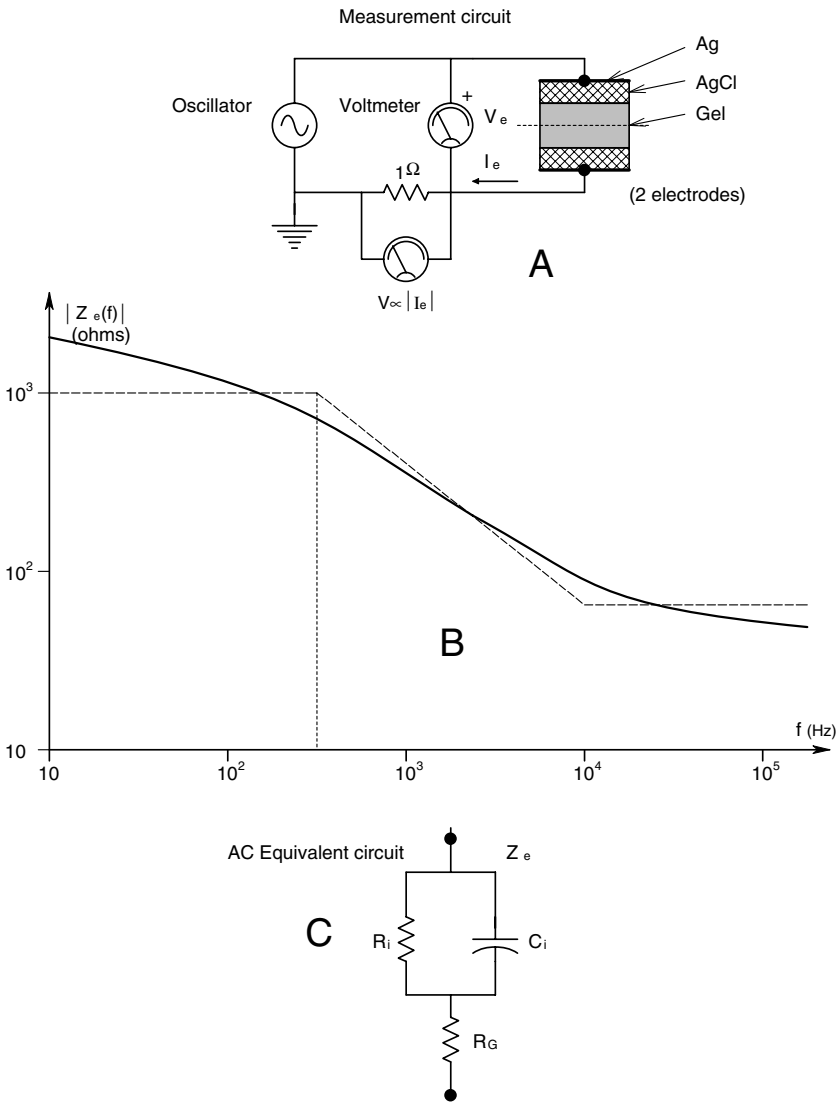 Measurement circuit
Ag
AgCl
Gel
Oscillator
Voltmeter
+
V e
1Ω
I e
(2 electrodes)
A
V∝ |Ie|
| Z e(f)|
(ohms)
10³
10²
B
f (Hz)
10
10 10² 10³ 10⁴ 10⁵
AC Equivalent circuit
Z e
C
Ri
Ci
RG